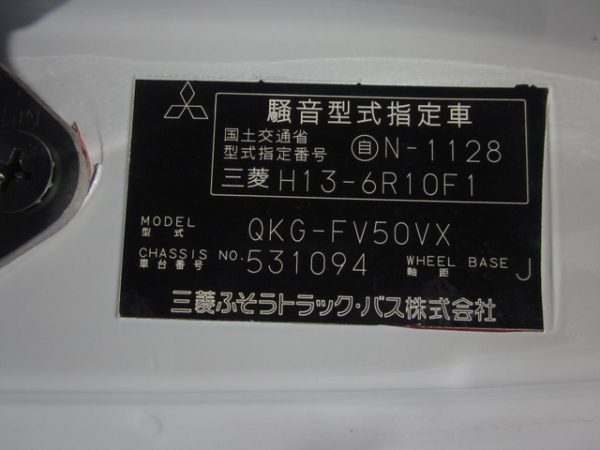 騒音型式指定車
国土交通省
型式指定番号 自N-1128
三菱 H13-6R10F1
MODEL
型式 QKG-FV50VX
CHASSIS NO.
車台番号 531094 WHEEL BASE
軸距 J
三菱ふそうトラック・バス株式会社